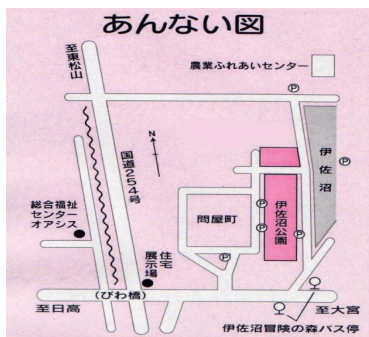 あんない図
至東松山
農業ふれあいセンター
P
N
国道254号
伊佐沼
P
総合福祉
センター
オアシス
問屋町
伊佐沼公園
P
P
P
P
住宅
展示場
(びわ橋)
至日高
至大宮
伊佐沼冒険の森バス停